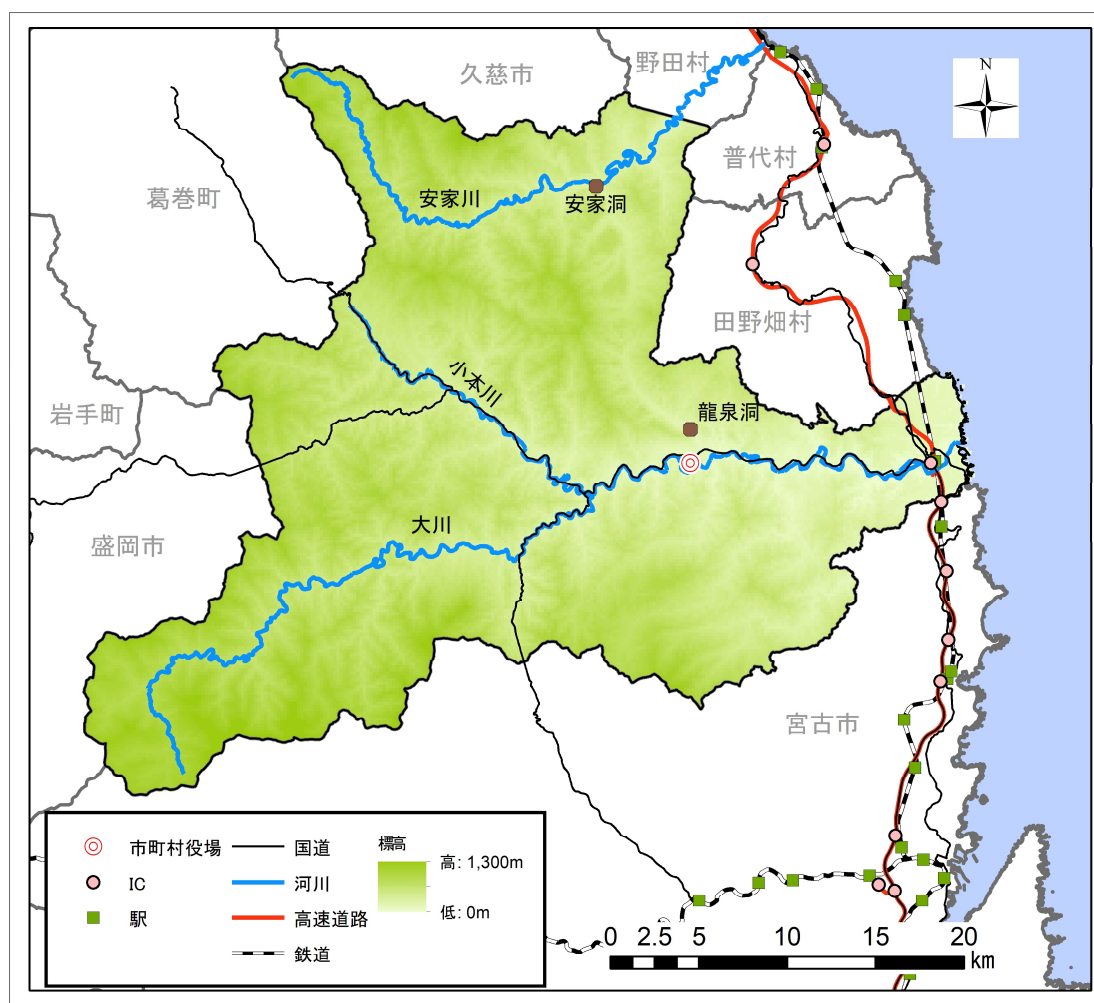 久慈市
野田村
N
普代村
葛巻町
安家川
安家洞
田野畑村
小本川
岩手町
龍泉洞
大川
盛岡市
宮古市
市町村役場
国道
標高
高: 1,300m
低: 0m
IC
河川
駅
高速道路
鉄道
0 2.5 5 10 15 20
km